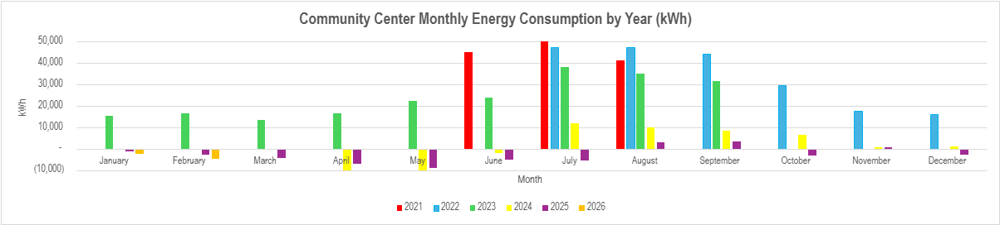 Community Center Monthly Energy Consumption by Year (kWh)
50,000
40,000
30,000
20,000
10,000
-
(10,000)
kWh
January February March April May June July August September October November December
Month
2021 2022 2023 2024 2025 2026